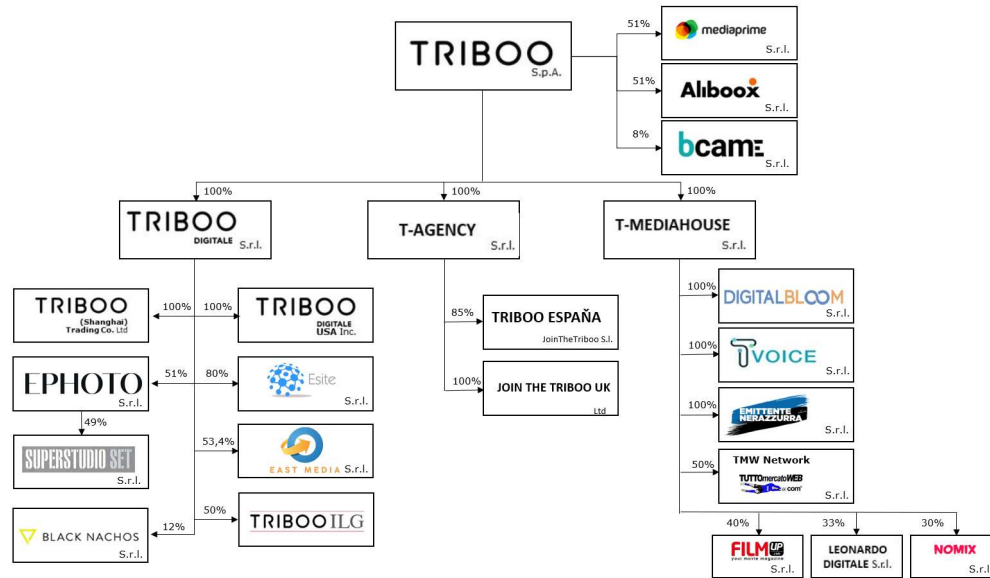 TRIBOO
S.p.A.
51%
mediaprime
S.r.l.
51%
Aliboox
S.r.l.
8%
bcame
S.r.l.
100%
100%
100%
TRIBOO
DIGITALE
S.r.l.
T-AGENCY
S.r.l.
T-MEDIAHOUSE
S.r.l.
TRIBOO
(Shanghai)
Trading Co. Ltd
100%
100%
TRIBOO
DIGITALE
USA Inc.
EPHOTO
S.r.l.
51%
80%
Esite
S.r.l.
49%
SUPERSTUDIO SET
S.r.l.
53,4%
EAST MEDIA S.r.l.
BLACK NACHOS
S.r.l.
12%
50%
TRIBOO ILG
85%
TRIBOO ESPAÑA
JoinTheTriboo S.l.
100%
JOIN THE TRIBOO UK
Ltd
100%
DIGITALBLOOM
S.r.l.
100%
TVOICE
S.r.l.
100%
EMITTENTE
NERAZZURRA
S.r.l.
50%
TMW Network
TUTTOmercatoWEB
com
S.r.l.
40%
33%
30%
FILMUP
your movie magazine
S.r.l.
LEONARDO
DIGITALE S.r.l.
NOMIX
S.r.l.